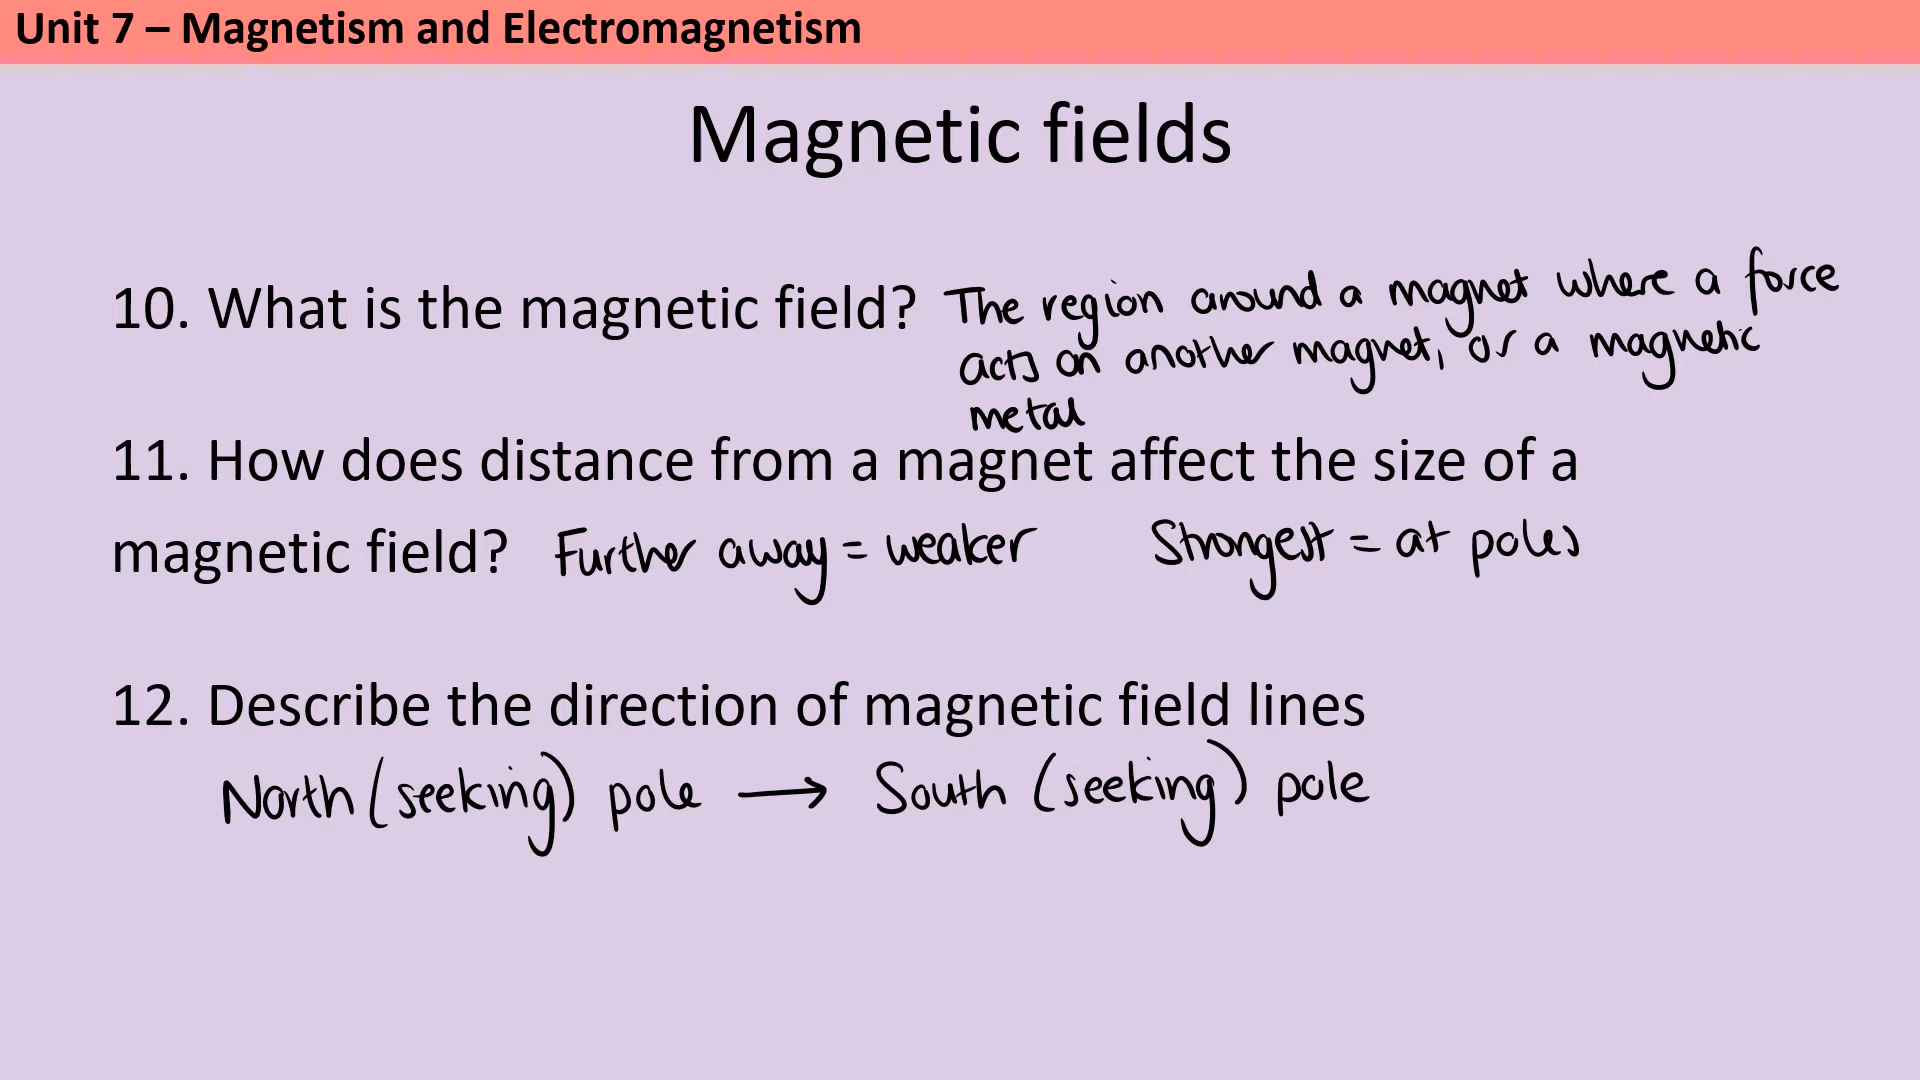 Unit 7 – Magnetism and Electromagnetism
Magnetic fields
10. What is the magnetic field? The region around a magnet where a force
acts on another magnet, or a magnetic
metal
11. How does distance from a magnet affect the size of a
magnetic field? Further away = weaker Strongest = at poles
12. Describe the direction of magnetic field lines
North (seeking) pole → South (seeking) pole